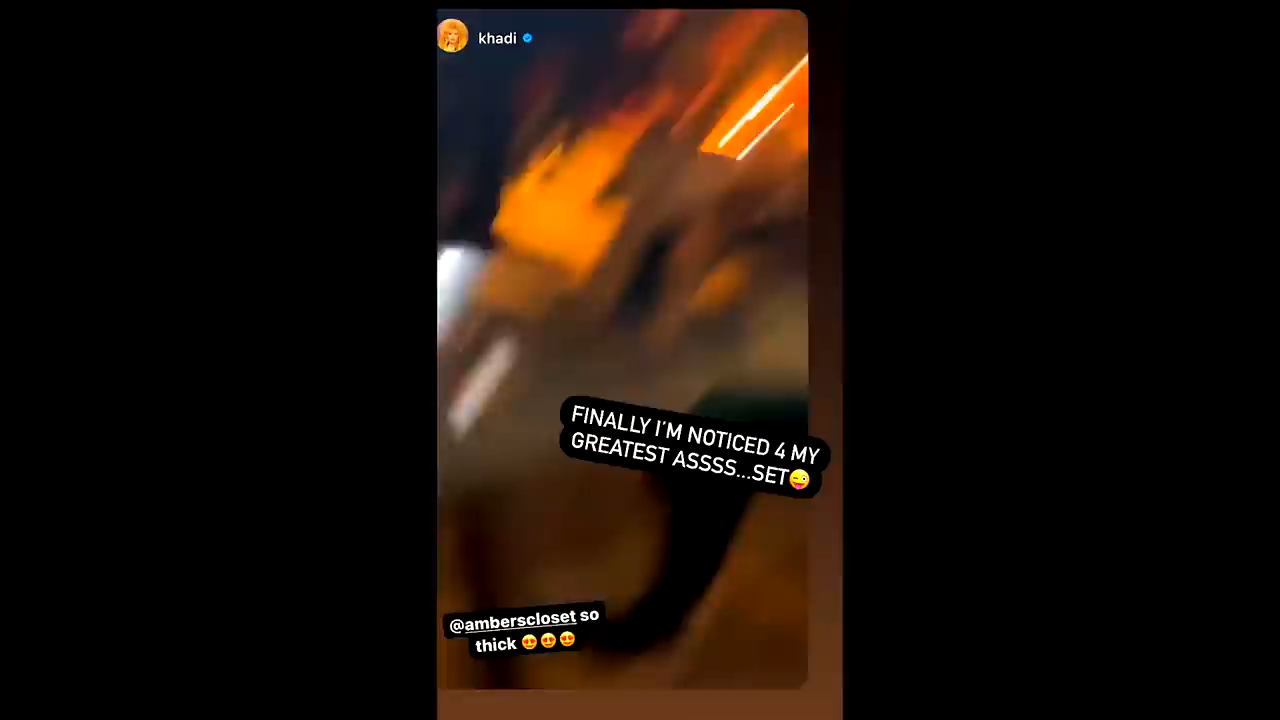 khadi
FINALLY I'M NOTICED 4 MY
GREATEST ASSSS...SET😜
@amberscloset so
thick 😍😍😍